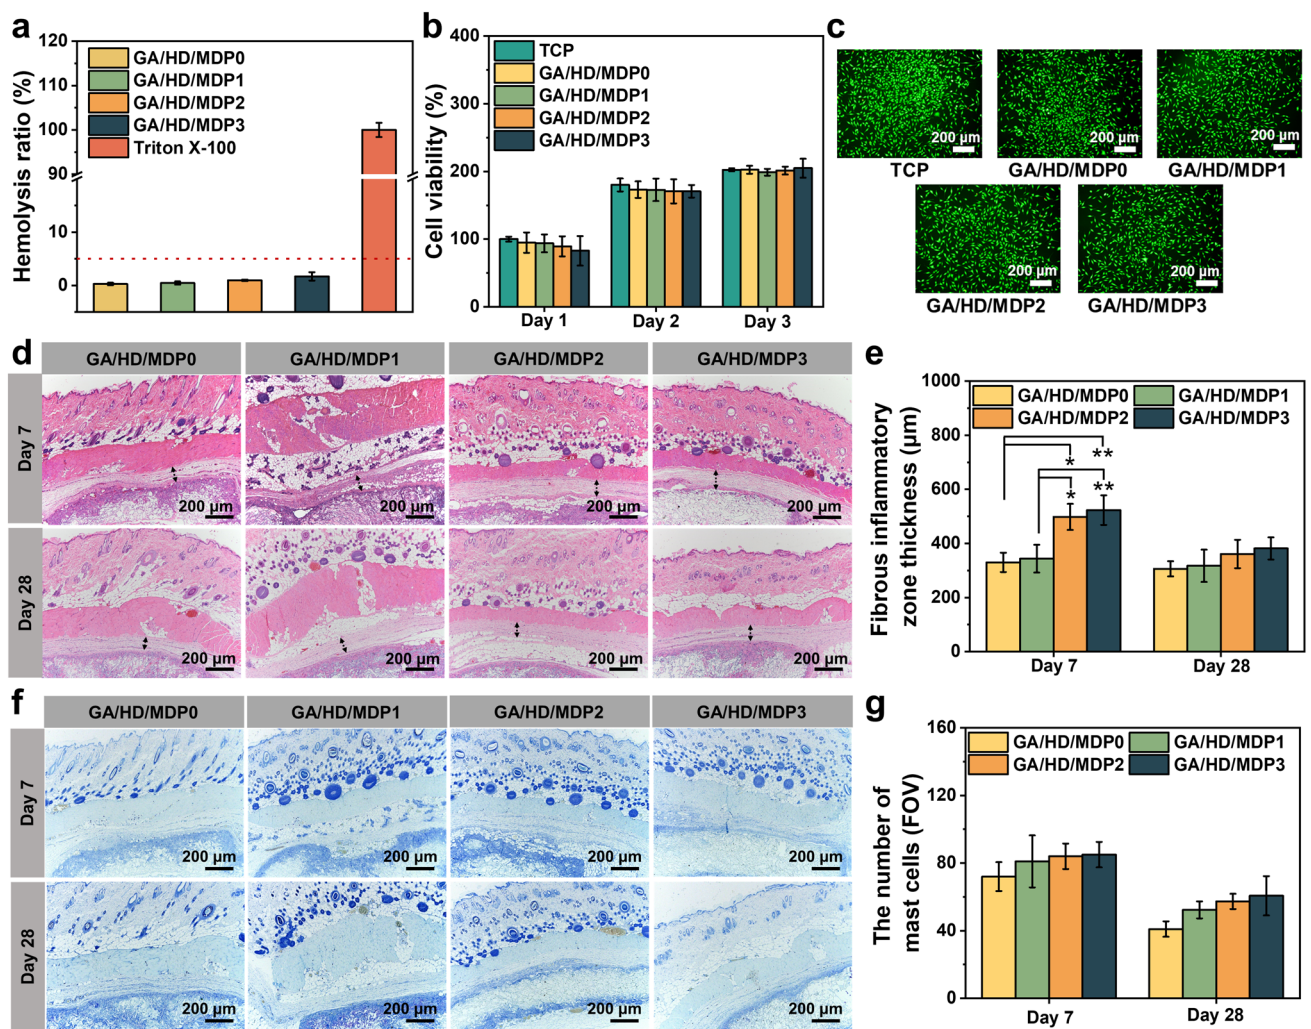 a
Hemolysis ratio (%)
120
110
100
90
10
0
GA/HD/MDP0
GA/HD/MDP1
GA/HD/MDP2
GA/HD/MDP3
Triton X-100
b
Cell viability (%)
400
300
200
100
0
TCP
GA/HD/MDP0
GA/HD/MDP1
GA/HD/MDP2
GA/HD/MDP3
Day 1
Day 2
Day 3
c
200 µm
200 µm
200 µm
TCP
GA/HD/MDP0
GA/HD/MDP1
200 µm
200 µm
GA/HD/MDP2
GA/HD/MDP3
d
GA/HD/MDP0
GA/HD/MDP1
GA/HD/MDP2
GA/HD/MDP3
Day 7
200 µm
200 µm
200 µm
200 µm
Day 28
200 µm
200 µm
200 µm
200 µm
e
Fibrous inflammatory
zone thickness (µm)
1000
800
600
400
200
0
GA/HD/MDP0
GA/HD/MDP1
GA/HD/MDP2
GA/HD/MDP3
**
*
**
*
Day 7
Day 28
f
GA/HD/MDP0
GA/HD/MDP1
GA/HD/MDP2
GA/HD/MDP3
Day 7
200 µm
200 µm
200 µm
200 µm
Day 28
200 µm
200 µm
200 µm
200 µm
g
The number of
mast cells (FOV)
160
120
80
40
0
GA/HD/MDP0
GA/HD/MDP1
GA/HD/MDP2
GA/HD/MDP3
Day 7
Day 28